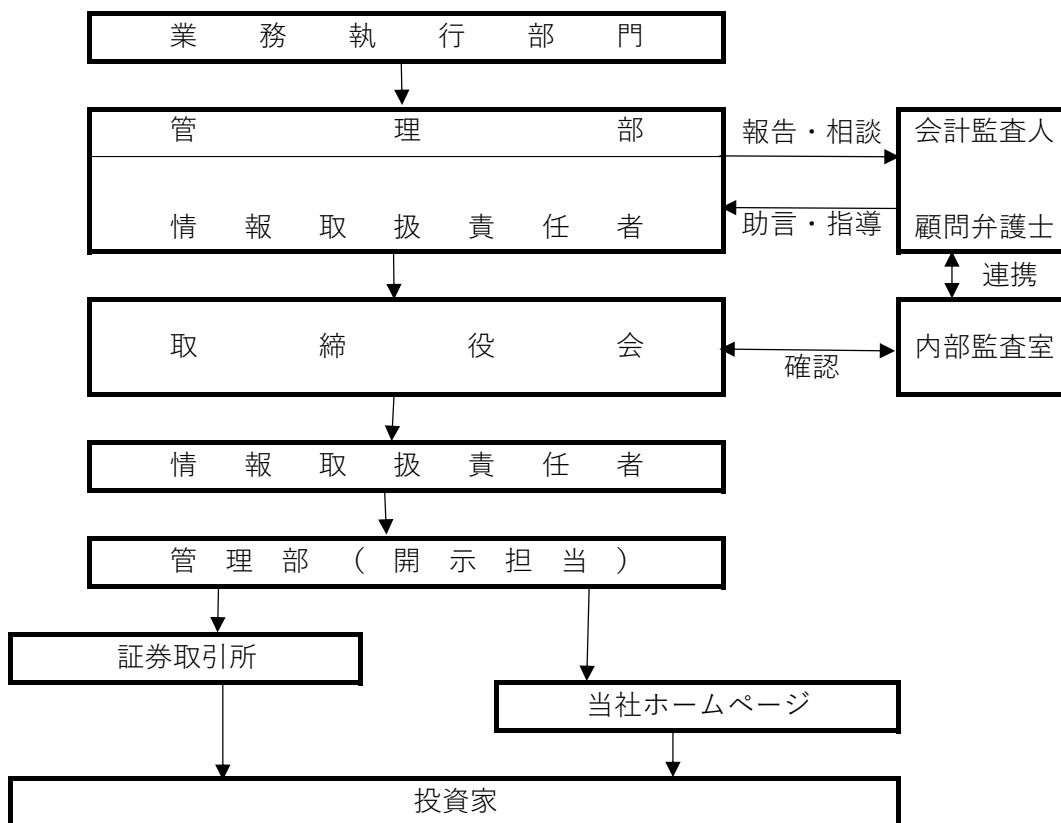 業務執行部門
管理部
報告・相談
会計監査人
情報取扱責任者
助言・指導
顧問弁護士
連携
取締役会
確認
内部監査室
情報取扱責任者
管理部(開示担当)
証券取引所
当社ホームページ
投資家